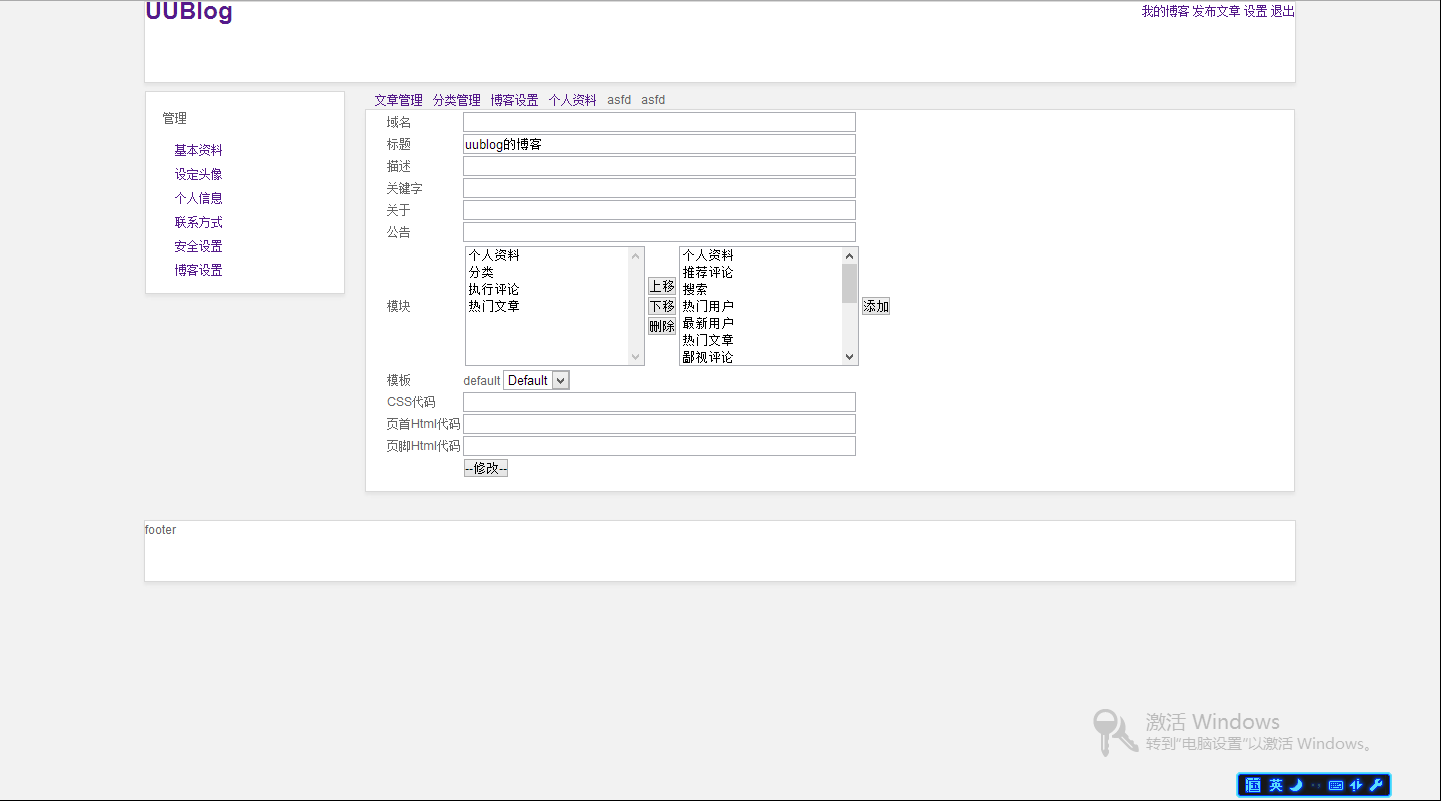 UUBlog
我的博客 发布文章 设置 退出
管理
基本资料
设定头像
个人信息
联系方式
安全设置
博客设置
文章管理 分类管理 博客设置 个人资料 asfd asfd
域名
标题 uublog的博客
描述
关键字
关于
公告
模块
个人资料
分类
执行评论
热门文章
上移
下移
删除
个人资料
推荐评论
搜索
热门用户
最新用户
热门文章
鄙视评论
添加
模板 default Default
CSS代码
页首Html代码
页脚Html代码
--修改--
footer
激活 Windows
转到"电脑设置"以激活 Windows。
英